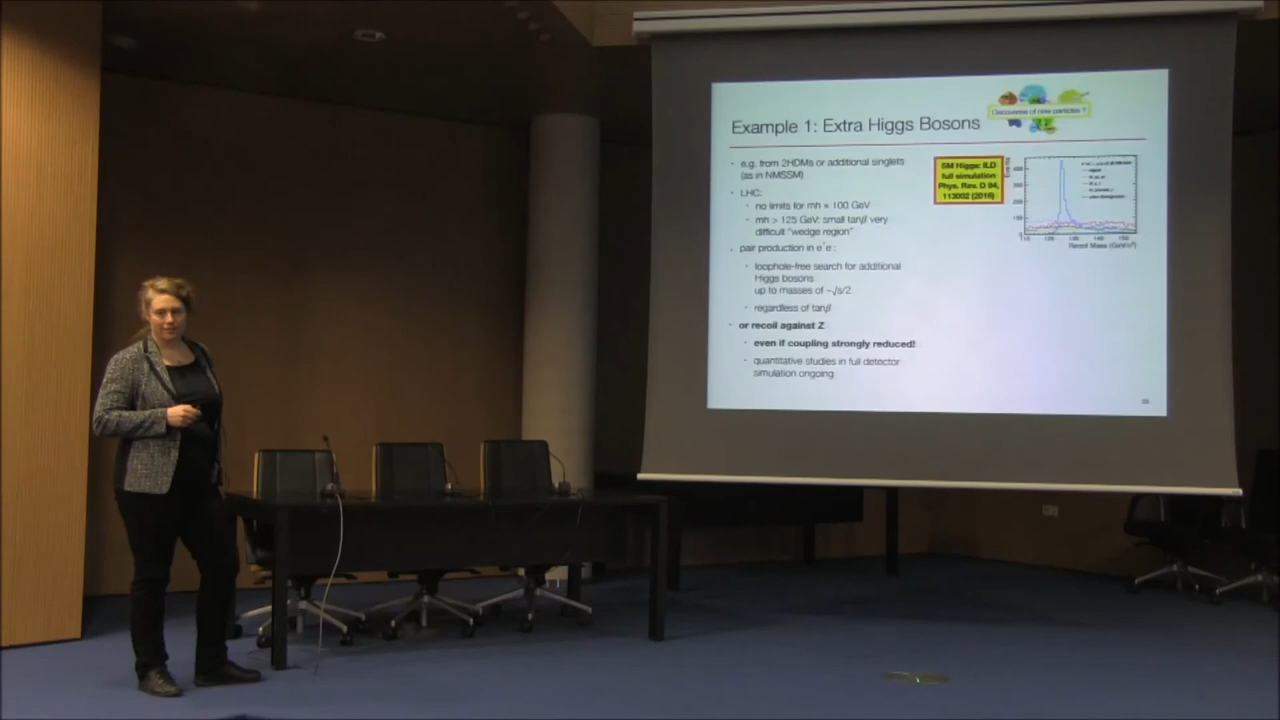 Discoveries of new particles ?
Example 1: Extra Higgs Bosons
e.g. from 2HDMs or additional singlets
(as in NMSSM)
LHC:
no limits for mh
100 GeV
mh > 125 GeV: small tanβ very
difficult "wedge region"
pair production in e⁺e⁻:
loophole-free search for additional
Higgs bosons
up to masses of ~√s/2
regardless of tanβ
or recoil against Z
even if coupling strongly reduced!
quantitative studies in full detector
simulation ongoing
SM Higgs: ILD
full simulation
Phys. Rev. D 94,
113002 (2016)
Recoil Mass (GeV/c²)